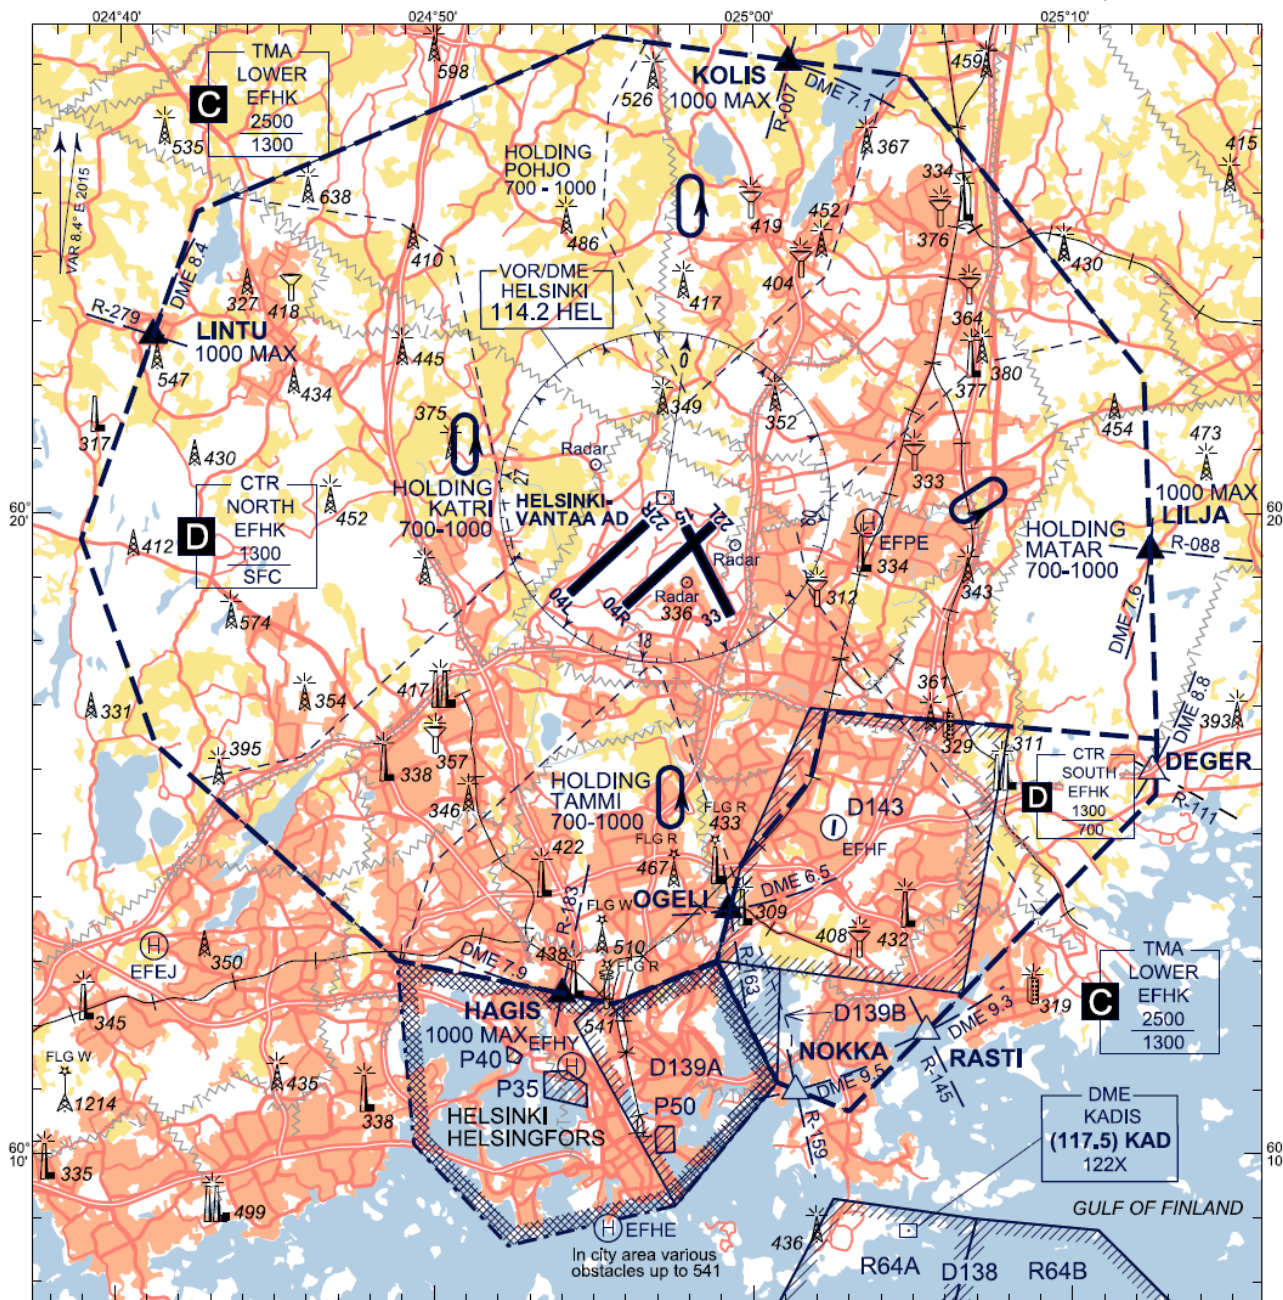 024°40'
024°50'
025°00'
025°10'
TMA
LOWER
EFHK
2500
1300
C
598
526
KOLIS
1000 MAX
DME 7.1
R-007
459
535
367
415
VAR 8.4° E 2015
638
HOLDING
POHJO
700 - 1000
486
419
452
334
376
430
410
DME 8.4
327
418
VOR/DME
HELSINKI
114.2 HEL
417
404
364
R-279
LINTU
1000 MAX
547
434
445
0
377
380
349
352
454
473
317
375
430
Radar
333
1000 MAX
LILJA
R-088
CTR
NORTH
EFHK
1300
SFC
D
452
412
HOLDING
KATRI
700-1000
27
HELSINKI-
VANTAA AD
22R
15
22L
09
Radar
H
EFPE
334
HOLDING
MATAR
700-1000
20'
20'
60°
60°
574
04L
04R
Radar
336
33
18
312
343
DME 7.6
331
354
417
361
329
311
DME 8.8
393
395
338
357
346
HOLDING
TAMMI
700-1000
FLG R
433
FLG R
467
D143
I
EFHF
D
CTR
SOUTH
EFHK
1300
700
DEGER
R-111
422
R-183
OGELI
DME 6.5
309
FLG W
510
408
432
H
EFEJ
350
DME 7.9
438
FLG R
R-163
345
HAGIS
1000 MAX
541
EFHY
H
D139B
319
DME 9.3
C
TMA
LOWER
EFHK
2500
1300
FLG W
1214
435
338
P40
P35
D139A
P50
NOKKA
DME 9.5
RASTI
R-145
R-159
HELSINKI
HELSINGFORS
DME
KADIS
(117.5) KAD
122X
60°
10'
60°
10'
335
499
H
EFHE
In city area various
obstacles up to 541
436
GULF OF FINLAND
R64A
D138
R64B